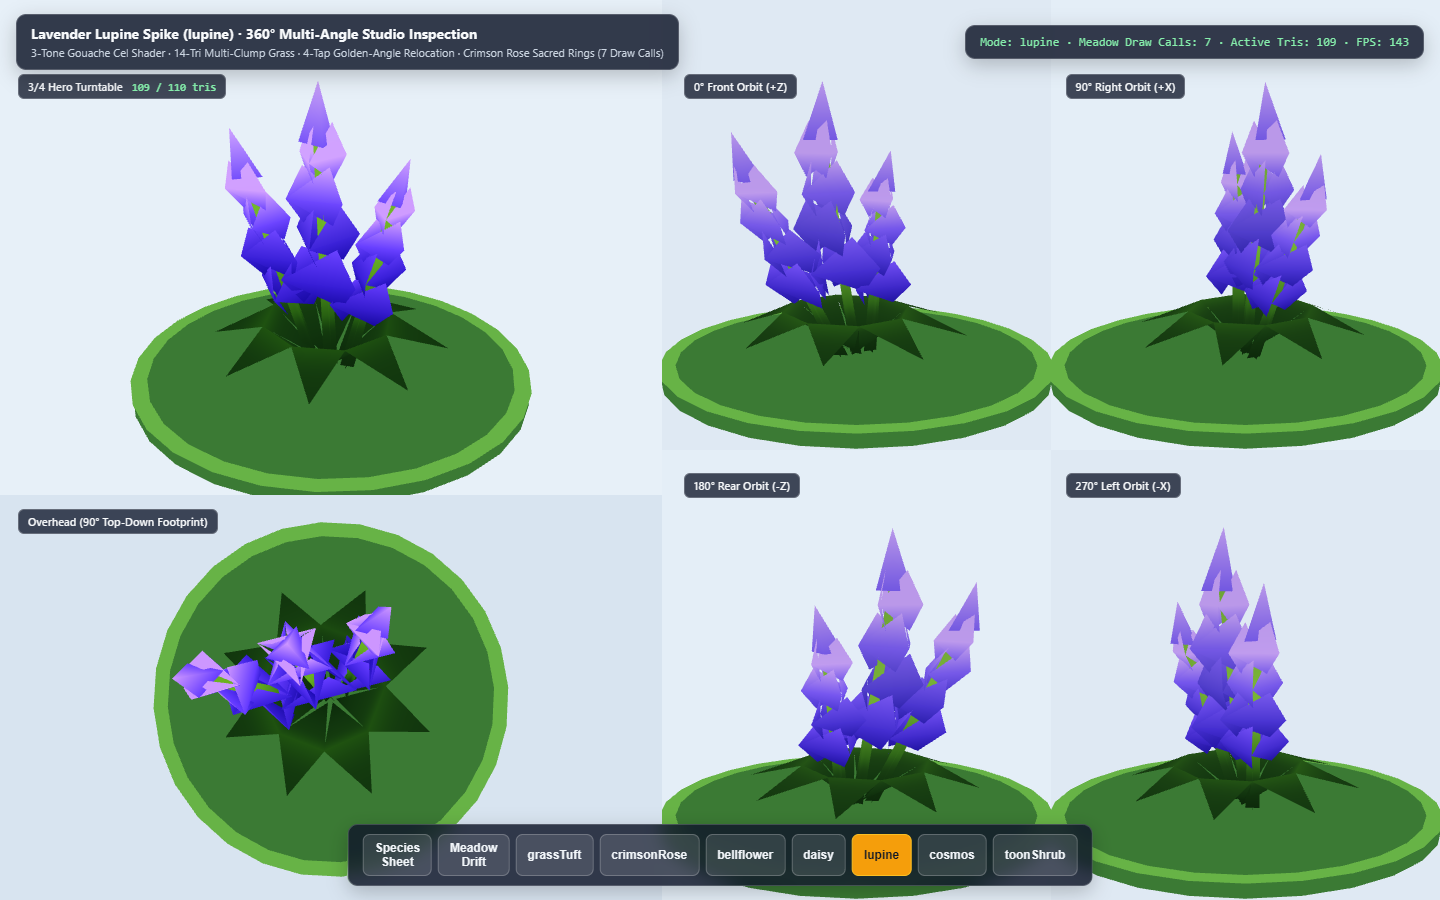 Lavender Lupine Spike (lupine) · 360° Multi-Angle Studio Inspection
3-Tone Gouache Cel Shader · 14-Tri Multi-Clump Grass · 4-Tap Golden-Angle Relocation · Crimson Rose Sacred Rings (7 Draw Calls)
Mode: lupine · Meadow Draw Calls: 7 · Active Tris: 109 · FPS: 143
3/4 Hero Turntable 109 / 110 tris
0° Front Orbit (+Z)
90° Right Orbit (+X)
180° Rear Orbit (-Z)
270° Left Orbit (-X)
Overhead (90° Top-Down Footprint)
Species
Sheet
Meadow
Drift
grassTuft
crimsonRose
bellflower
daisy
lupine
cosmos
toonShrub